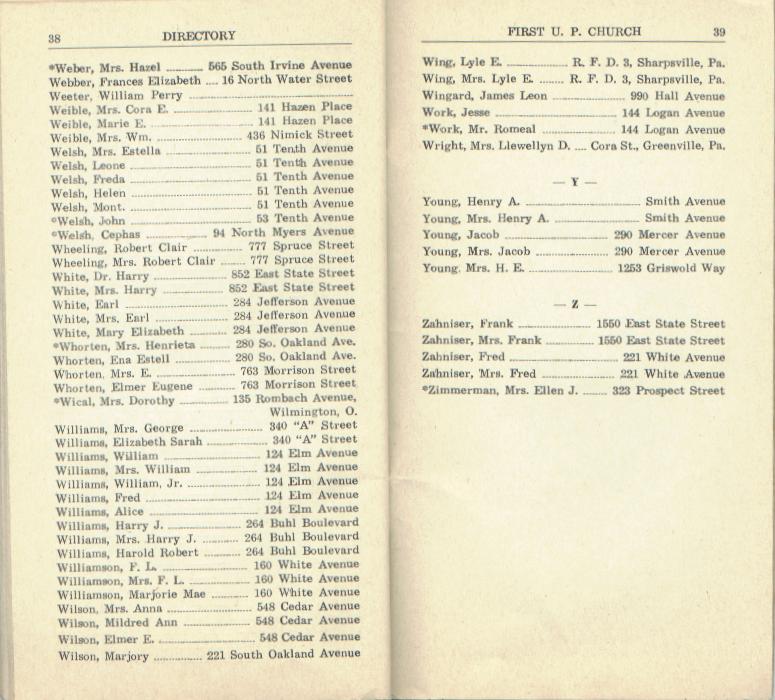 38 DIRECTORY
*Weber, Mrs. Hazel .......... 565 South Irvine Avenue
Webber, Frances Elizabeth .... 16 North Water Street
Weeter, William Perry ..........
Weible, Mrs. Cora E. .......... 141 Hazen Place
Weible, Marie E. .......... 141 Hazen Place
Weible, Mrs. Wm. .......... 436 Nimick Street
Welsh, Mrs. Estella .......... 51 Tenth Avenue
Welsh, Leone .......... 51 Tenth Avenue
Welsh, Freda .......... 51 Tenth Avenue
Welsh, Helen .......... 51 Tenth Avenue
Welsh, Mont. .......... 51 Tenth Avenue
*Welsh, John .......... 53 Tenth Avenue
*Welsh, Cephas .......... 94 North Myers Avenue
Wheeling, Robert Clair .......... 777 Spruce Street
Wheeling, Mrs. Robert Clair ....... 777 Spruce Street
White, Dr. Harry .......... 852 East State Street
White, Mrs. Harry .......... 852 East State Street
White, Earl .......... 284 Jefferson Avenue
White, Mrs. Earl .......... 284 Jefferson Avenue
White, Mary Elizabeth .......... 284 Jefferson Avenue
*Whorten, Mrs. Henrieta ....... 280 So. Oakland Ave.
Whorten, Ena Estell .......... 280 So. Oakland Ave.
Whorten, Mrs. E. .......... 763 Morrison Street
Whorten, Elmer Eugene ....... 763 Morrison Street
*Wical, Mrs. Dorothy .......... 135 Rombach Avenue,
Wilmington, O.
Williams, Mrs. George .......... 340 "A" Street
Williams, Elizabeth Sarah .......... 340 "A" Street
Williams, William .......... 124 Elm Avenue
Williams, Mrs. William .......... 124 Elm Avenue
Williams, William, Jr. .......... 124 Elm Avenue
Williams, Fred .......... 124 Elm Avenue
Williams, Alice .......... 124 Elm Avenue
Williams, Harry J. .......... 264 Buhl Boulevard
Williams, Mrs. Harry J. .......... 264 Buhl Boulevard
Williams, Harold Robert .......... 264 Buhl Boulevard
Williamson, F. L. .......... 160 White Avenue
Williamson, Mrs. F. L. .......... 160 White Avenue
Williamson, Marjorie Mae .......... 160 White Avenue
Wilson, Mrs. Anna .......... 548 Cedar Avenue
Wilson, Mildred Ann .......... 548 Cedar Avenue
Wilson, Elmer E. .......... 548 Cedar Avenue
Wilson, Marjory .......... 221 South Oakland Avenue
FIRST U. P. CHURCH 39
Wing, Lyle E. .......... R. F. D. 3, Sharpsville, Pa.
Wing, Mrs. Lyle E. ....... R. F. D. 3, Sharpsville, Pa.
Wingard, James Leon .......... 990 Hall Avenue
Work, Jesse .......... 144 Logan Avenue
*Work, Mr. Romeal .......... 144 Logan Avenue
Wright, Mrs. Llewellyn D. .... Cora St., Greenville, Pa.
— Y —
Young, Henry A. .......... Smith Avenue
Young, Mrs. Henry A. .......... Smith Avenue
Young, Jacob .......... 290 Mercer Avenue
Young, Mrs. Jacob .......... 290 Mercer Avenue
Young, Mrs. H. E. .......... 1253 Griswold Way
— Z —
Zahniser, Frank .......... 1550 East State Street
Zahniser, Mrs. Frank .......... 1550 East State Street
Zahniser, Fred .......... 221 White Avenue
Zahniser, Mrs. Fred .......... 221 White Avenue
*Zimmerman, Mrs. Ellen J. ....... 323 Prospect Street